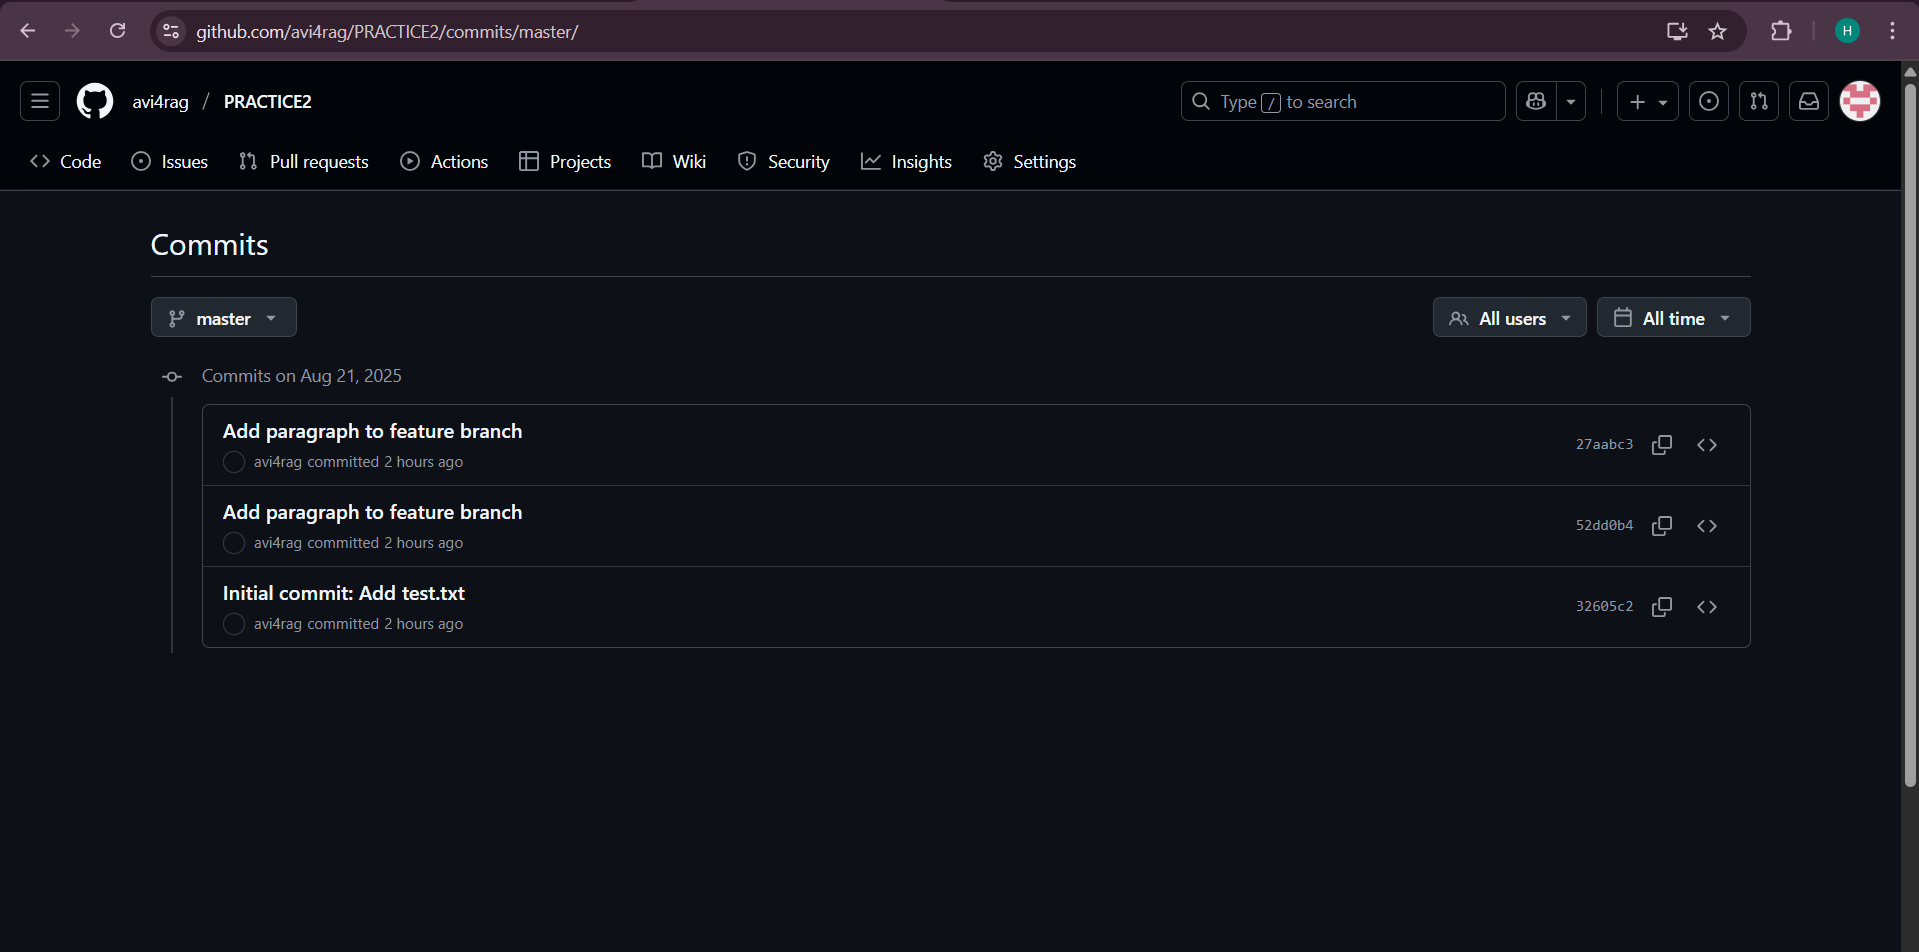 github.com/avi4rag/PRACTICE2/commits/master/
H
avi4rag / PRACTICE2
Type / to search
Code Issues Pull requests Actions Projects Wiki Security Insights Settings
Commits
master
All users All time
Commits on Aug 21, 2025
Add paragraph to feature branch
avi4rag committed 2 hours ago
27aabc3
Add paragraph to feature branch
avi4rag committed 2 hours ago
52dd0b4
Initial commit: Add test.txt
avi4rag committed 2 hours ago
32605c2